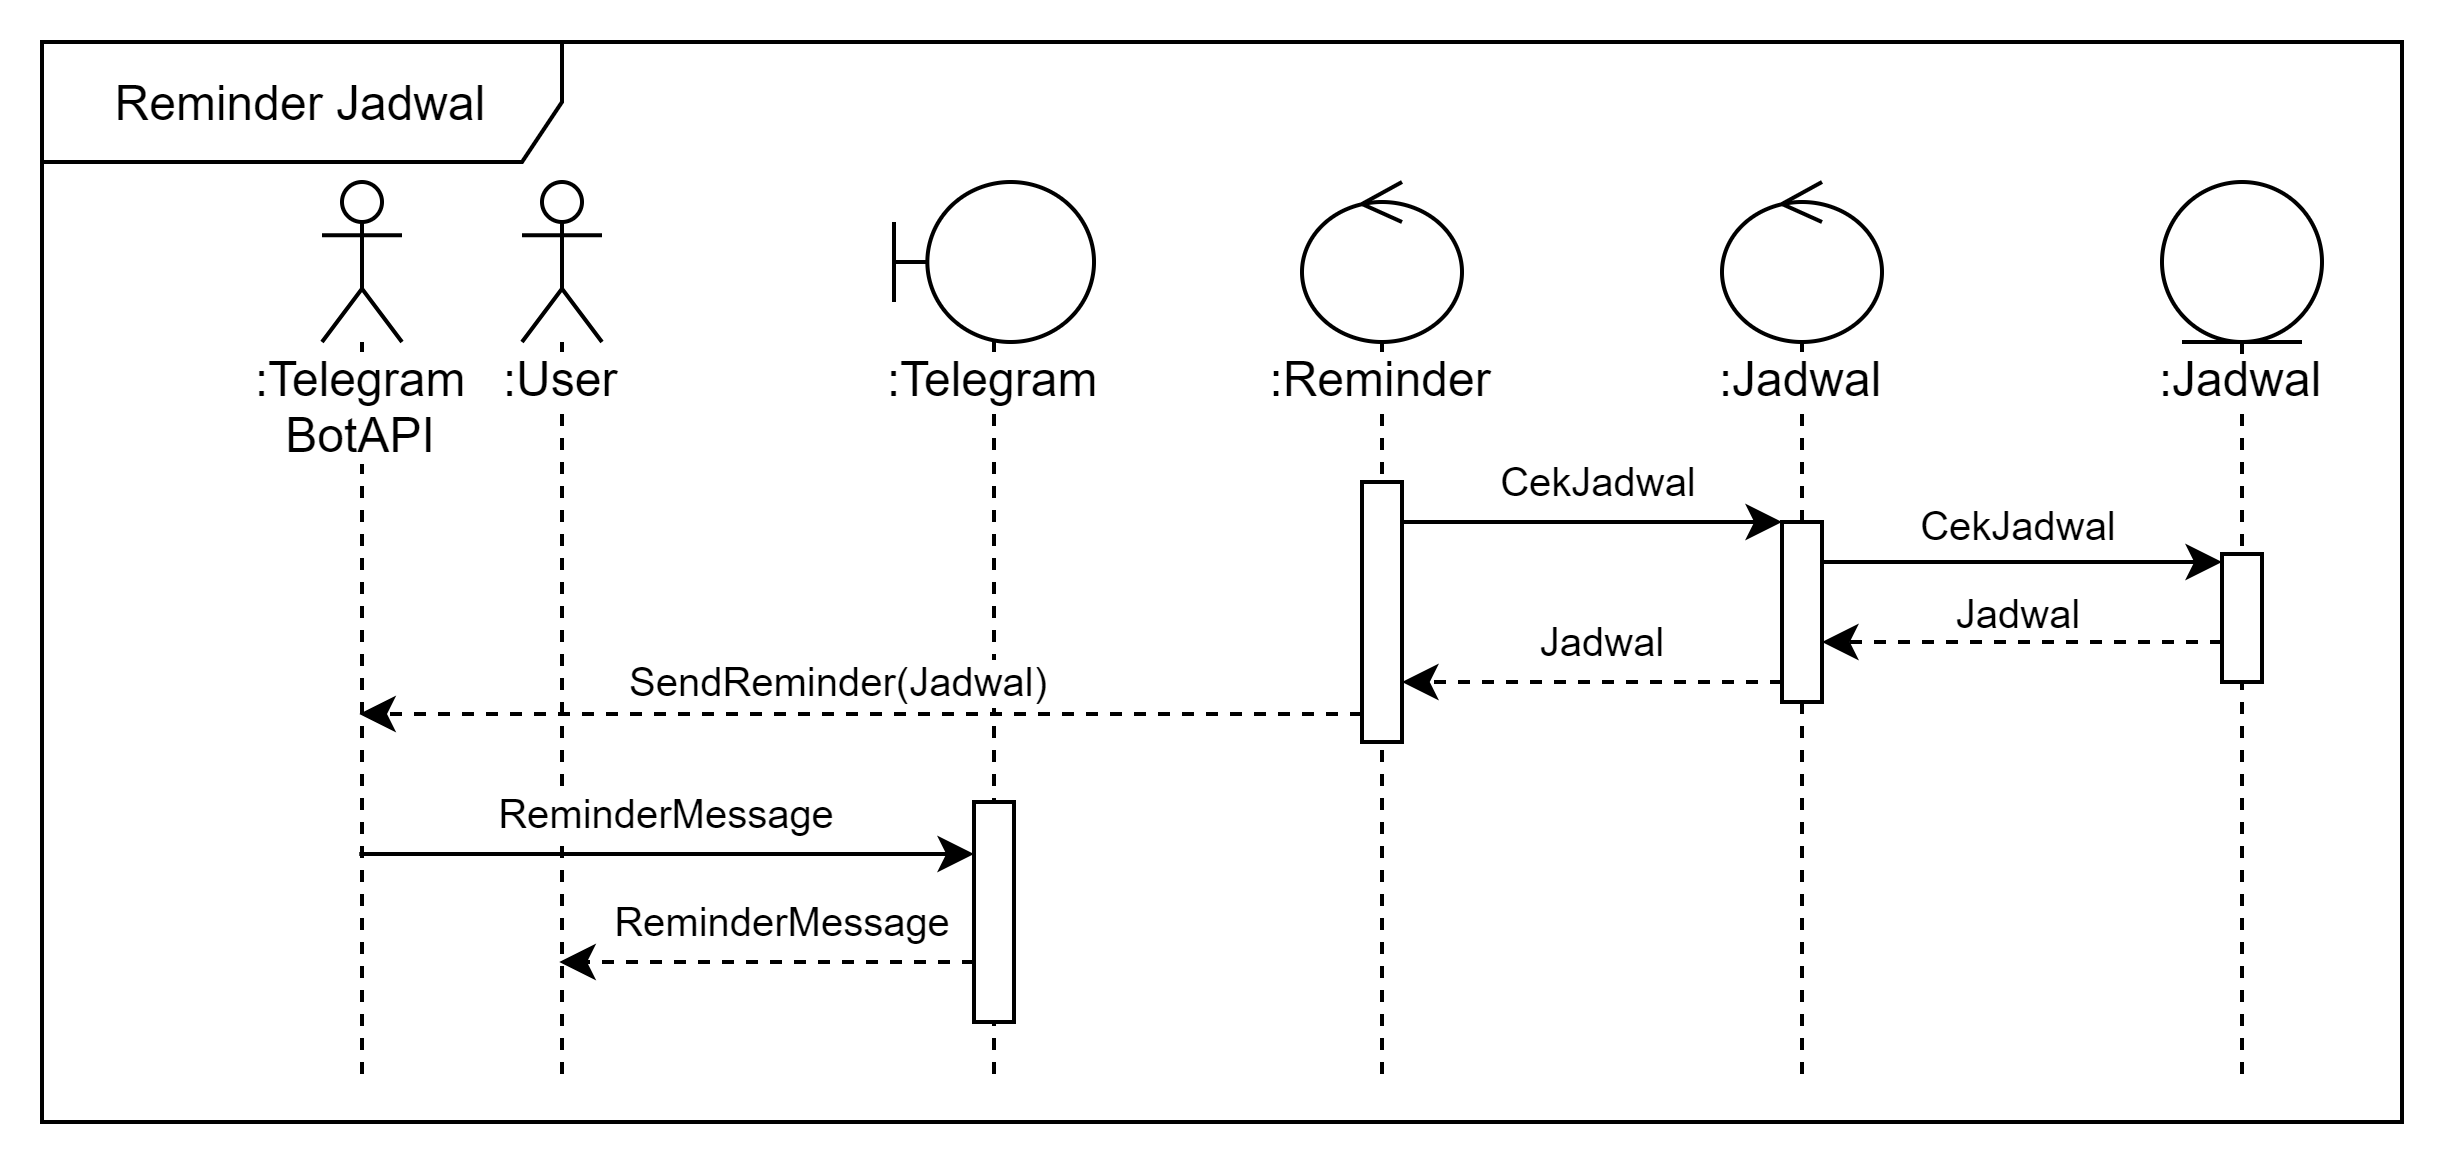 Reminder Jadwal
:Telegram
BotAPI
:User
:Telegram
:Reminder
:Jadwal
:Jadwal
CekJadwal
CekJadwal
Jadwal
Jadwal
SendReminder(Jadwal)
ReminderMessage
ReminderMessage